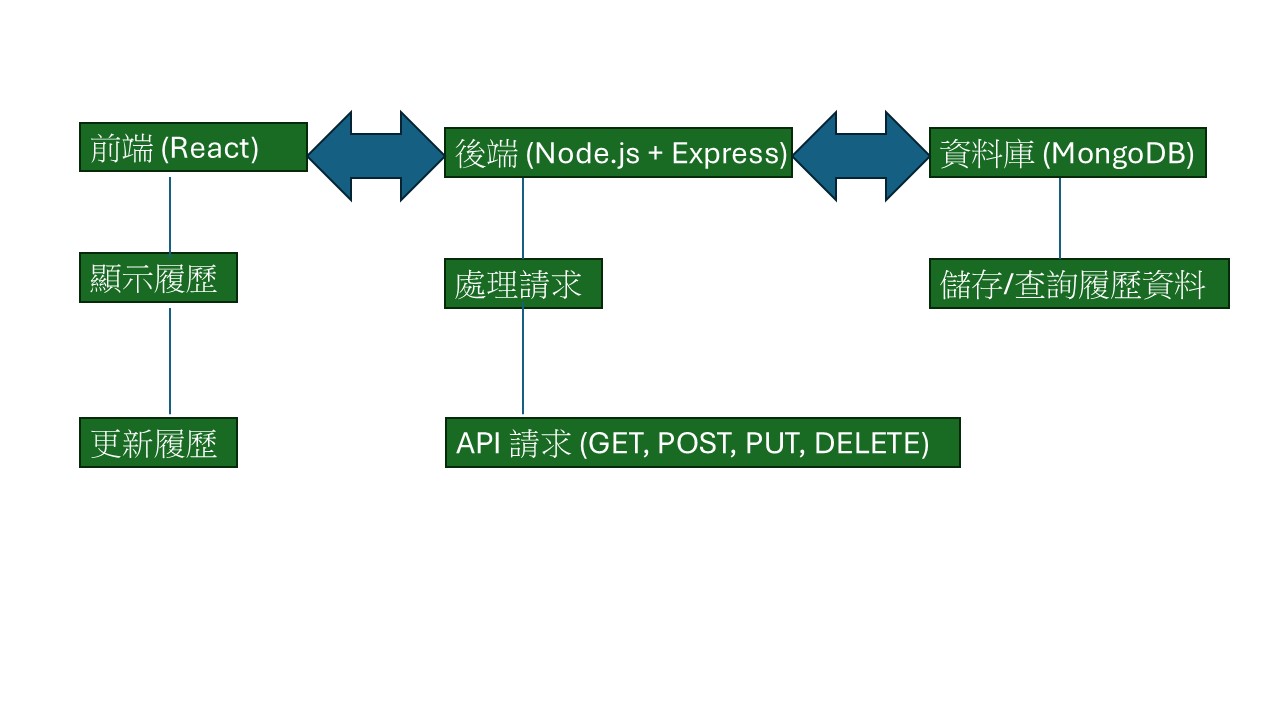 前端 (React)
後端 (Node.js + Express)
資料庫 (MongoDB)
顯示履歷
處理請求
儲存/查詢履歷資料
更新履歷
API 請求 (GET, POST, PUT, DELETE)